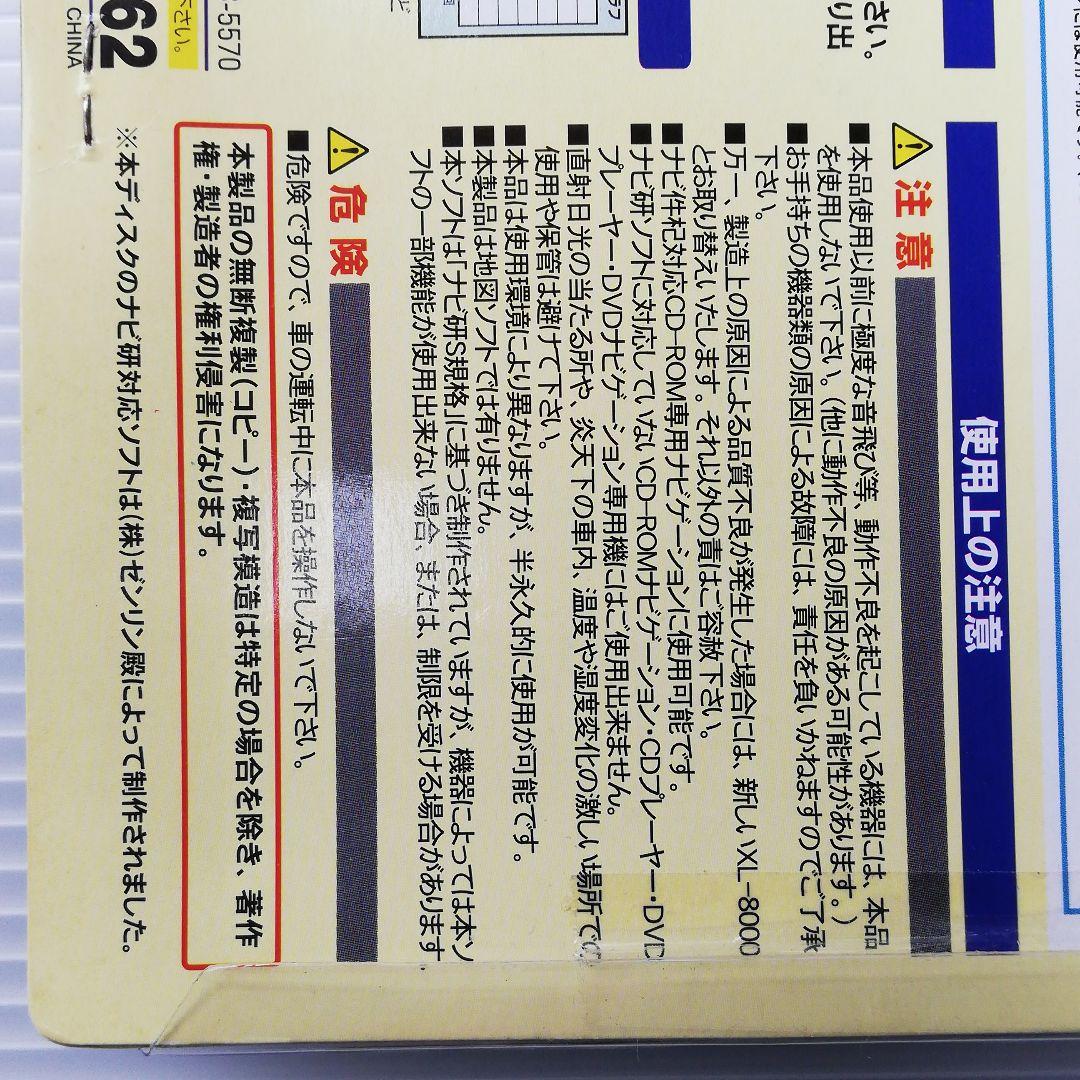 さい。
り出
ラフ
ビ
使用上の注意
注意
■本品使用以前に極度な音飛び等、動作不良を起こしている機器には、本品
を使用しないで下さい。(他に動作不良の原因がある可能性があります。)
■お手持ちの機器類の原因による故障には、責任を負いかねますのでご了承
下さい。
■万一、製造上の原因による品質不良が発生した場合には、新しいXL-8000
とお取り替えいたします。それ以外の責はご容赦下さい。
■ナビ件杞対応CD-ROM専用ナビゲーションに使用可能です。
■ナビ研ソフトに対応していないCD-ROMナビゲーション・CDプレーヤー・DVD
プレーヤー・DVDナビゲーション専用機にはご使用出来ません。
■直射日光の当たる所や、炎天下の車内、温度や湿度変化の激しい場所での
使用や保管は避けて下さい。
■本品は使用環境により異なりますが、半永久的に使用が可能です。
■本製品は地図ソフトでは有りません。
■本ソフトは「ナビ研S規格」に基づき制作されていますが、機器によっては本ソ
フトの一部機能が使用出来ない場合、または、制限を受ける場合があります
危険
■危険ですので、車の運転中に本品を操作しないで下さい。
本製品の無断複製(コピー)・複写模造は特定の場合を除き、著作
権・製造者の権利侵害になります。
※本ディスクのナビ研対応ソフトは(株)ゼンリン殿によって制作されました。
-5570
下さい。
62
CHINA